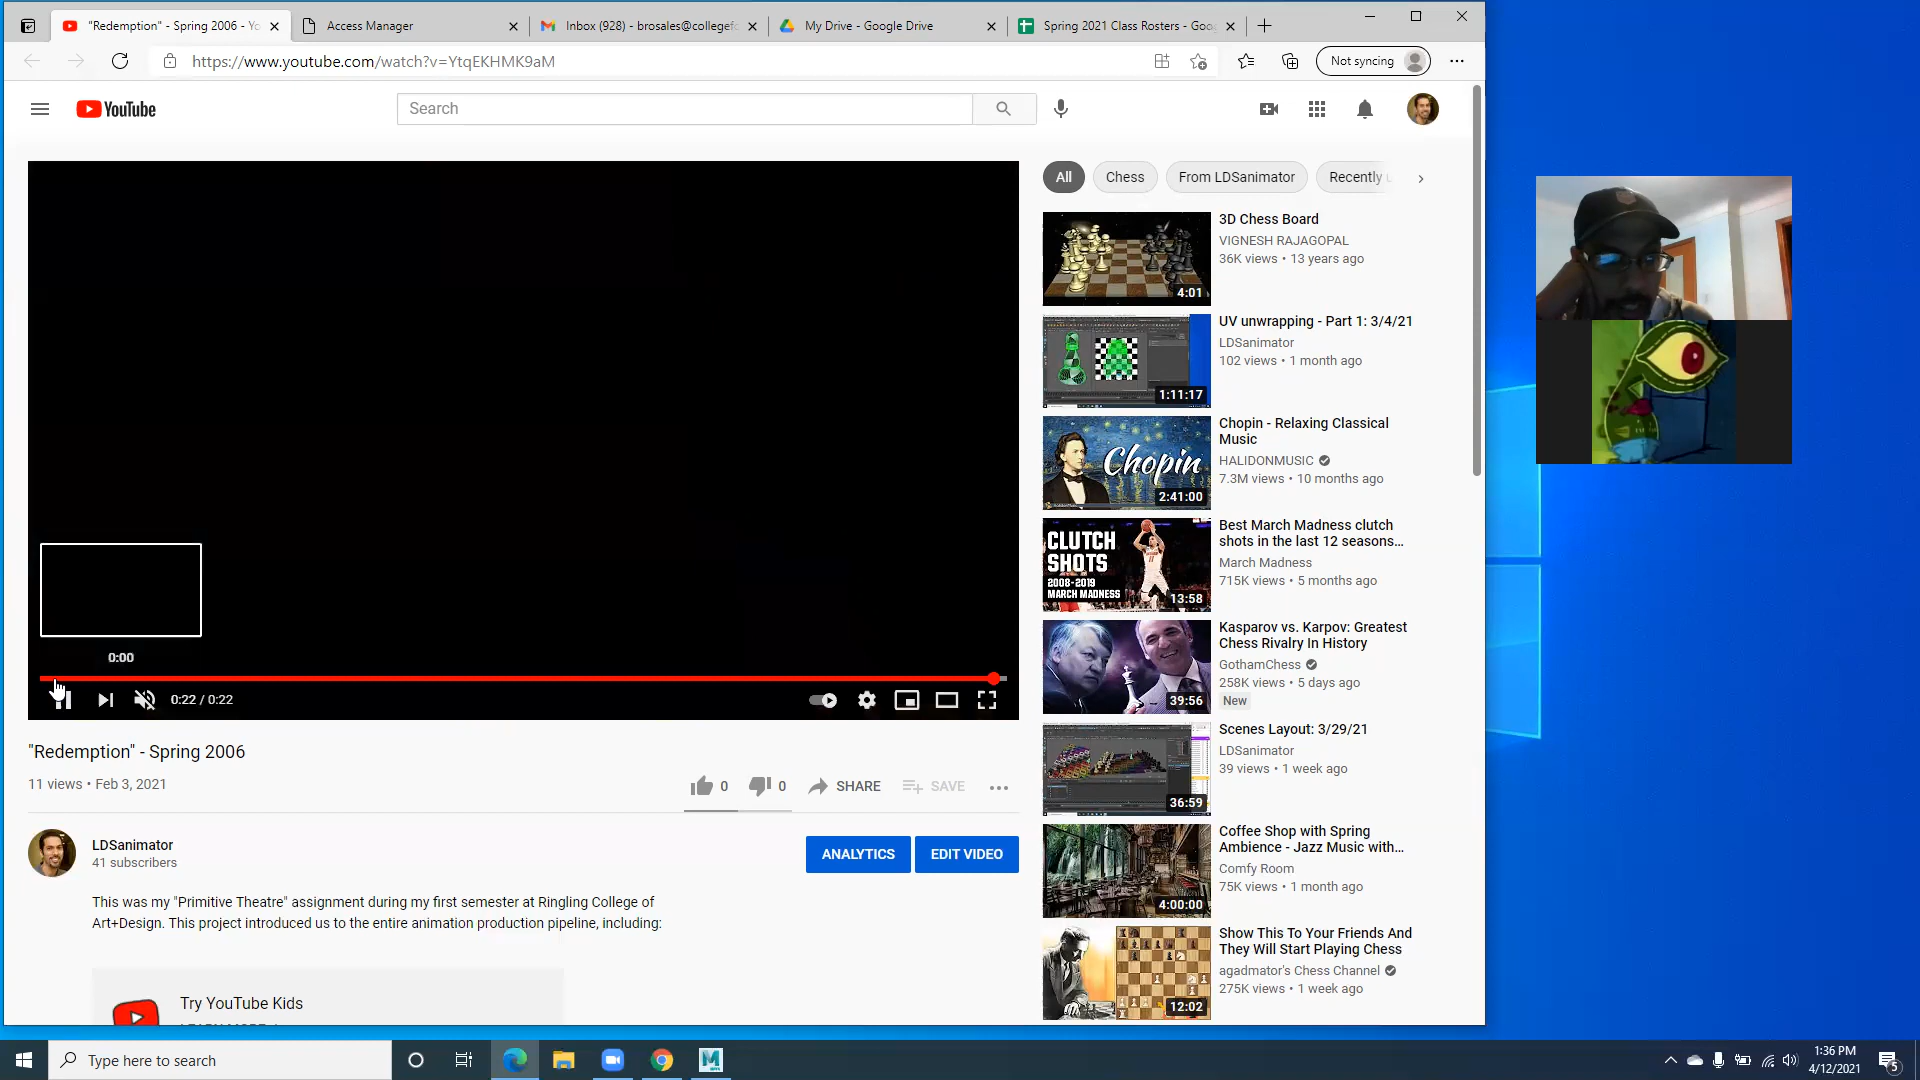 "Redemption" - Spring 2006 - Yo
Access Manager
Inbox (928) - brosales@collegefo
My Drive - Google Drive
Spring 2021 Class Rosters - Goog
https://www.youtube.com/watch?v=YtqEKHMK9aM
Not syncing
YouTube
Search
All
Chess
From LDSanimator
Recently u
3D Chess Board
VIGNESH RAJAGOPAL
36K views • 13 years ago
4:01
UV unwrapping - Part 1: 3/4/21
LDSanimator
102 views • 1 month ago
1:11:17
Chopin - Relaxing Classical
Music
HALIDONMUSIC
7.3M views • 10 months ago
Chopin
2:41:00
Best March Madness clutch
shots in the last 12 seasons...
March Madness
715K views • 5 months ago
CLUTCH
SHOTS
2008-2019
MARCH MADNESS
13:58
Kasparov vs. Karpov: Greatest
Chess Rivalry In History
GothamChess
258K views • 5 days ago
New
39:56
Scenes Layout: 3/29/21
LDSanimator
39 views • 1 week ago
36:59
Coffee Shop with Spring
Ambience - Jazz Music with...
Comfy Room
75K views • 1 month ago
4:00:00
Show This To Your Friends And
They Will Start Playing Chess
agadmator's Chess Channel
275K views • 1 week ago
12:02
0:00
0:22 / 0:22
"Redemption" - Spring 2006
11 views • Feb 3, 2021
0
0
SHARE
SAVE
LDSanimator
41 subscribers
ANALYTICS
EDIT VIDEO
This was my "Primitive Theatre" assignment during my first semester at Ringling College of
Art+Design. This project introduced us to the entire animation production pipeline, including:
Try YouTube Kids
Type here to search
1:36 PM
4/12/2021
5